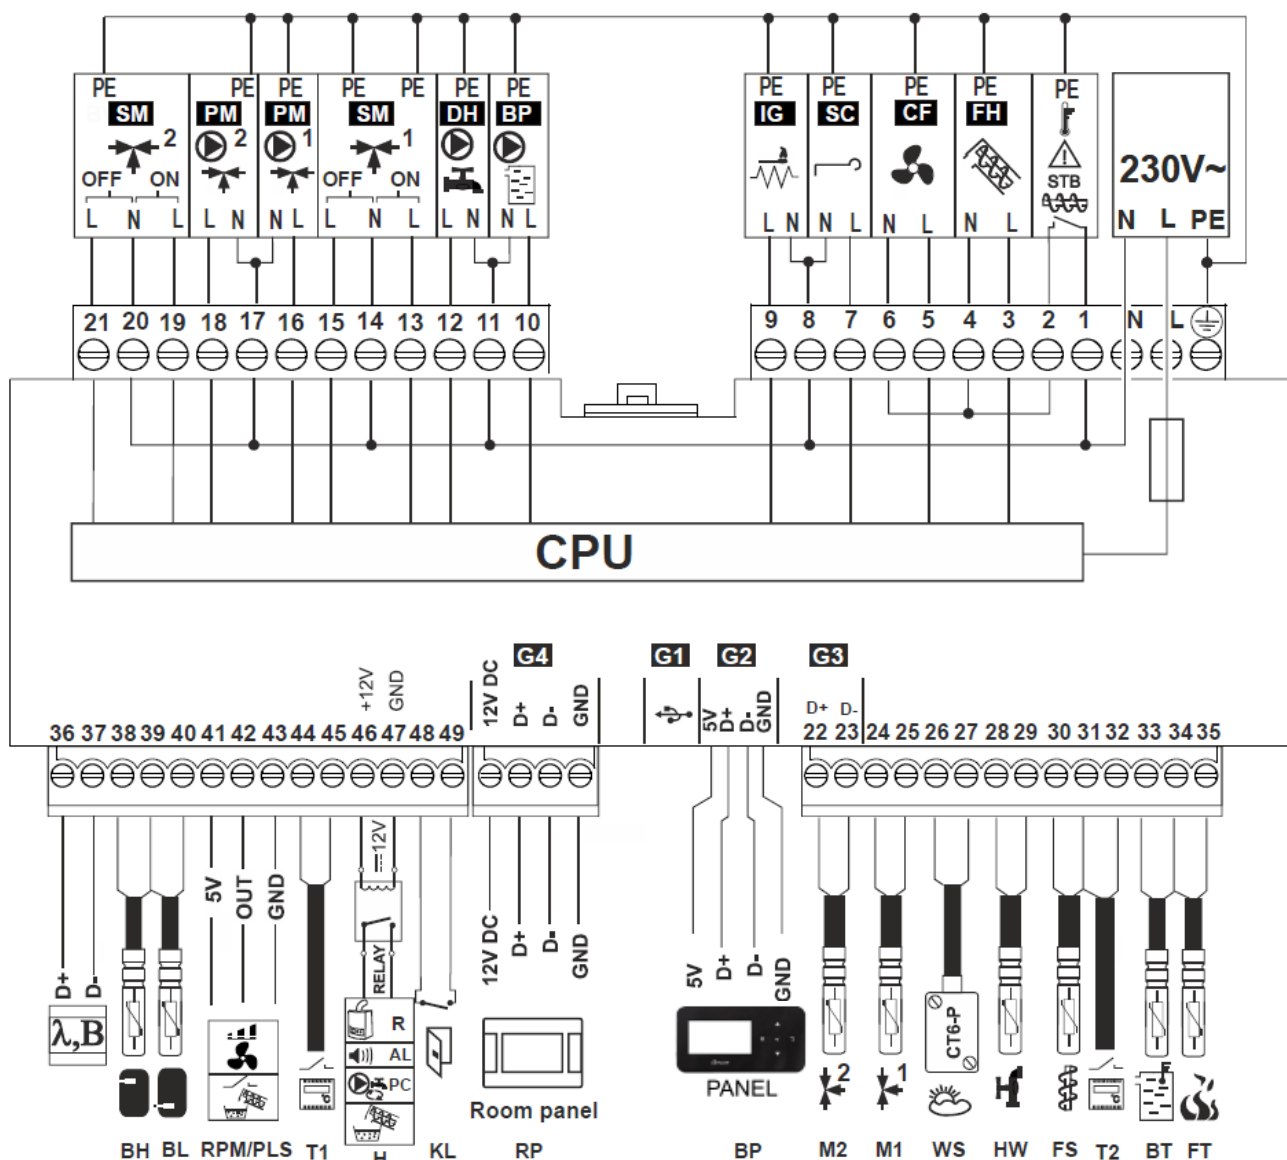 PE PE PE PE PE PE PE PE PE PE PE PE
SM PM PM SM DH BP IG SC CF FH
2 2 1 1
STB
230V~
OFF ON OFF ON
L N L L N N L L N L L N N L L N N L N L N L N L PE
21 20 19 18 17 16 15 14 13 12 11 10 9 8 7 6 5 4 3 2 1 N L
CPU
G4 G1 G2 G3
+12V GND 12V DC D+ D- GND 5V D+ D- GND D+ D-
36 37 38 39 40 41 42 43 44 45 46 47 48 49 22 23 24 25 26 27 28 29 30 31 32 33 34 35
12V
5V OUT GND 12V DC D+ D- GND 5V D+ D- GND
RELAY
D+ D-
λ,B
R
AL
PC
CT6-P
PANEL
2 1
Room panel
BH BL RPM/PLS T1 H KL RP BP M2 M1 WS HW FS T2 BT FT